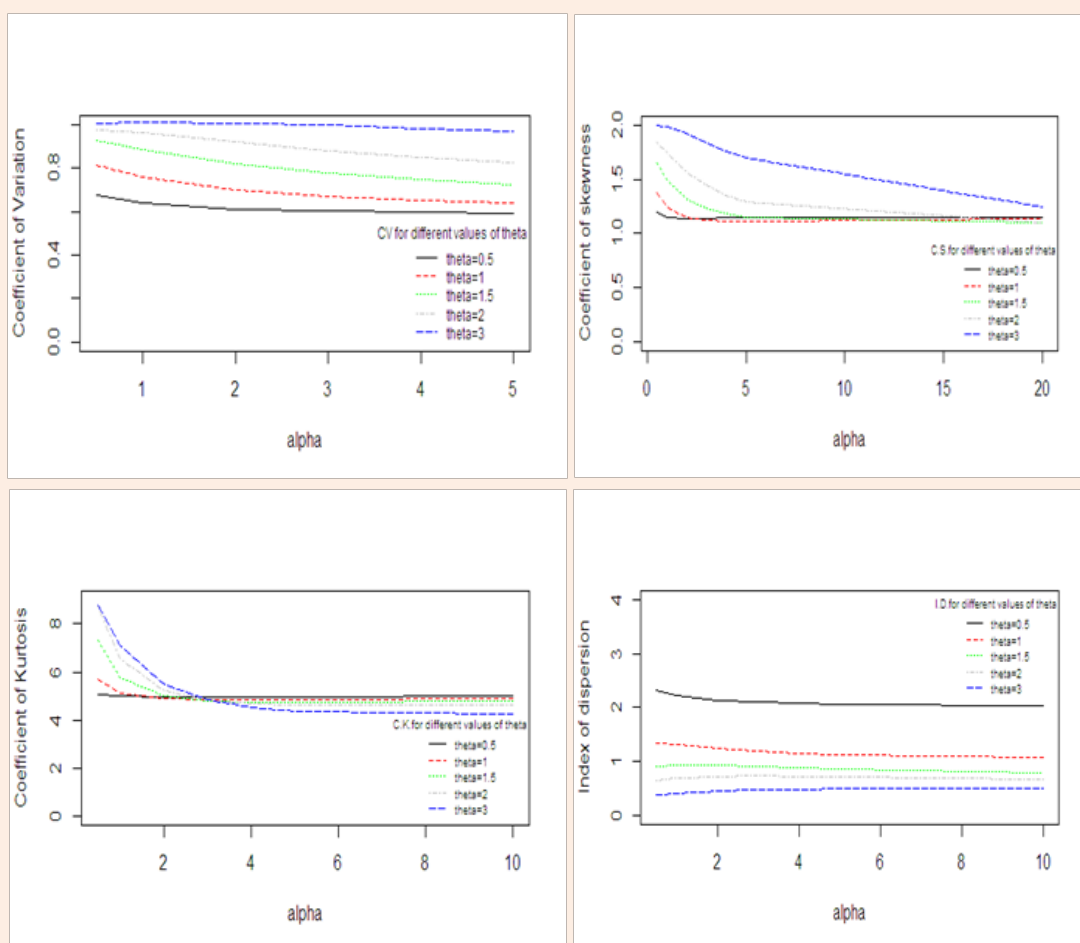 Coefficient of Variation
0.0
0.4
0.8
CV for different values of theta
theta=0.5
theta=1
theta=1.5
theta=2
theta=3
1
2
3
4
5
alpha
Coefficient of skewness
0.0
0.5
1.0
1.5
2.0
C.S.for different values of theta
theta=0.5
theta=1
theta=1.5
theta=2
theta=3
0
5
10
15
20
alpha
Coefficient of Kurtosis
0
2
4
6
8
C.K.for different values of theta
theta=0.5
theta=1
theta=1.5
theta=2
theta=3
2
4
6
8
10
alpha
Index of dispersion
0
1
2
3
4
I.D.for different values of theta
theta=0.5
theta=1
theta=1.5
theta=2
theta=3
2
4
6
8
10
alpha